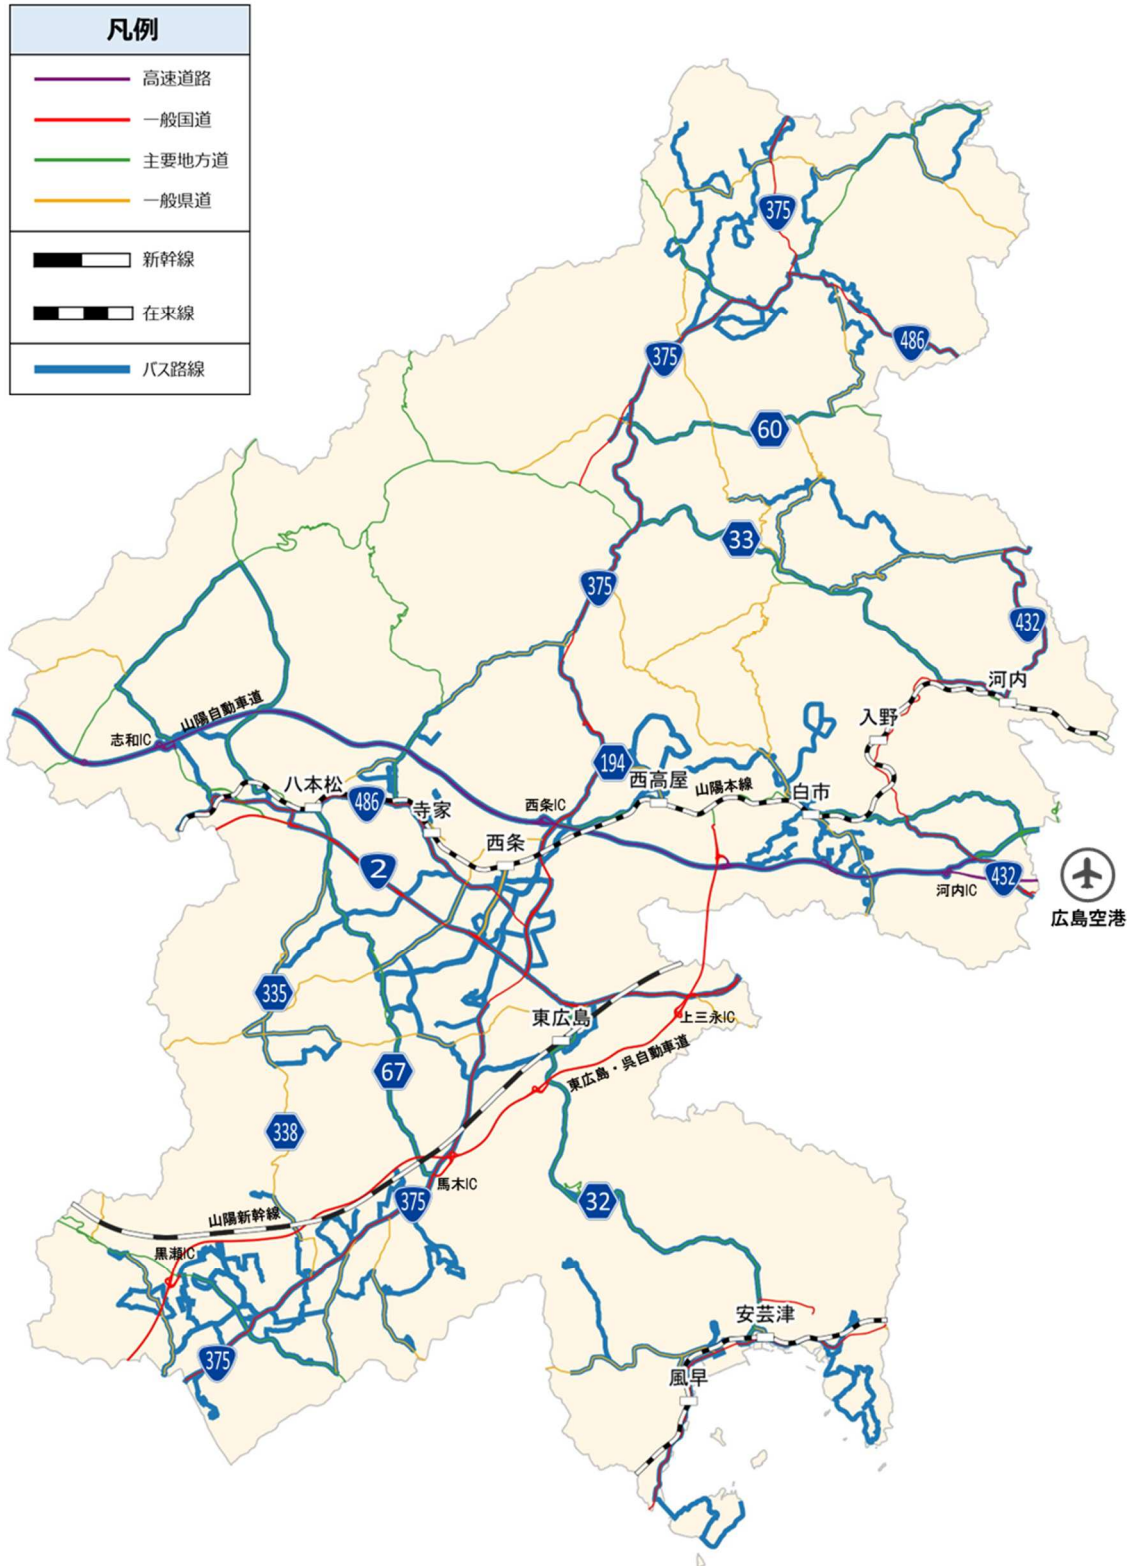 凡例
高速道路
一般国道
主要地方道
一般県道
新幹線
在来線
バス路線
375
486
375
60
33
375
432
河内
入野
山陽自動車道
志和IC
194
西高屋
山陽本線
白市
八本松
486
寺家
西条IC
西条
2
432
河内IC
広島空港
335
東広島
上三永IC
67
東広島・呉自動車道
338
馬木IC
375
32
山陽新幹線
黒瀬IC
安芸津
375
風早